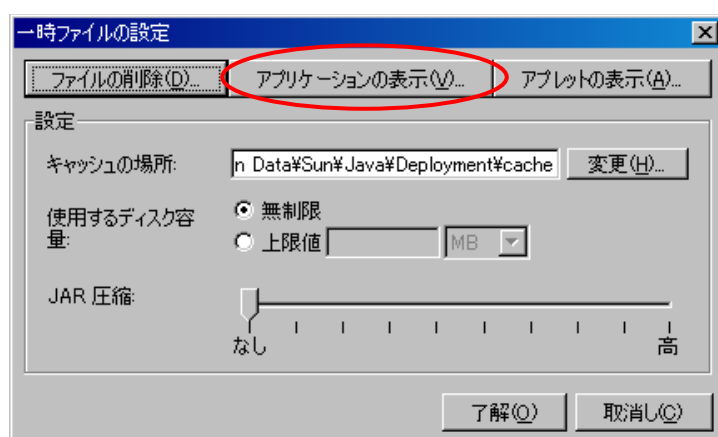 一時ファイルの設定
ファイルの削除(D)... アプリケーションの表示(V)... アプレットの表示(A)...
設定
キャッシュの場所: n Data¥Sun¥Java¥Deployment¥cache 変更(H)...
使用するディスク容
量:
無制限
上限値 MB
JAR 圧縮:
なし 高
了解(O) 取消し(C)